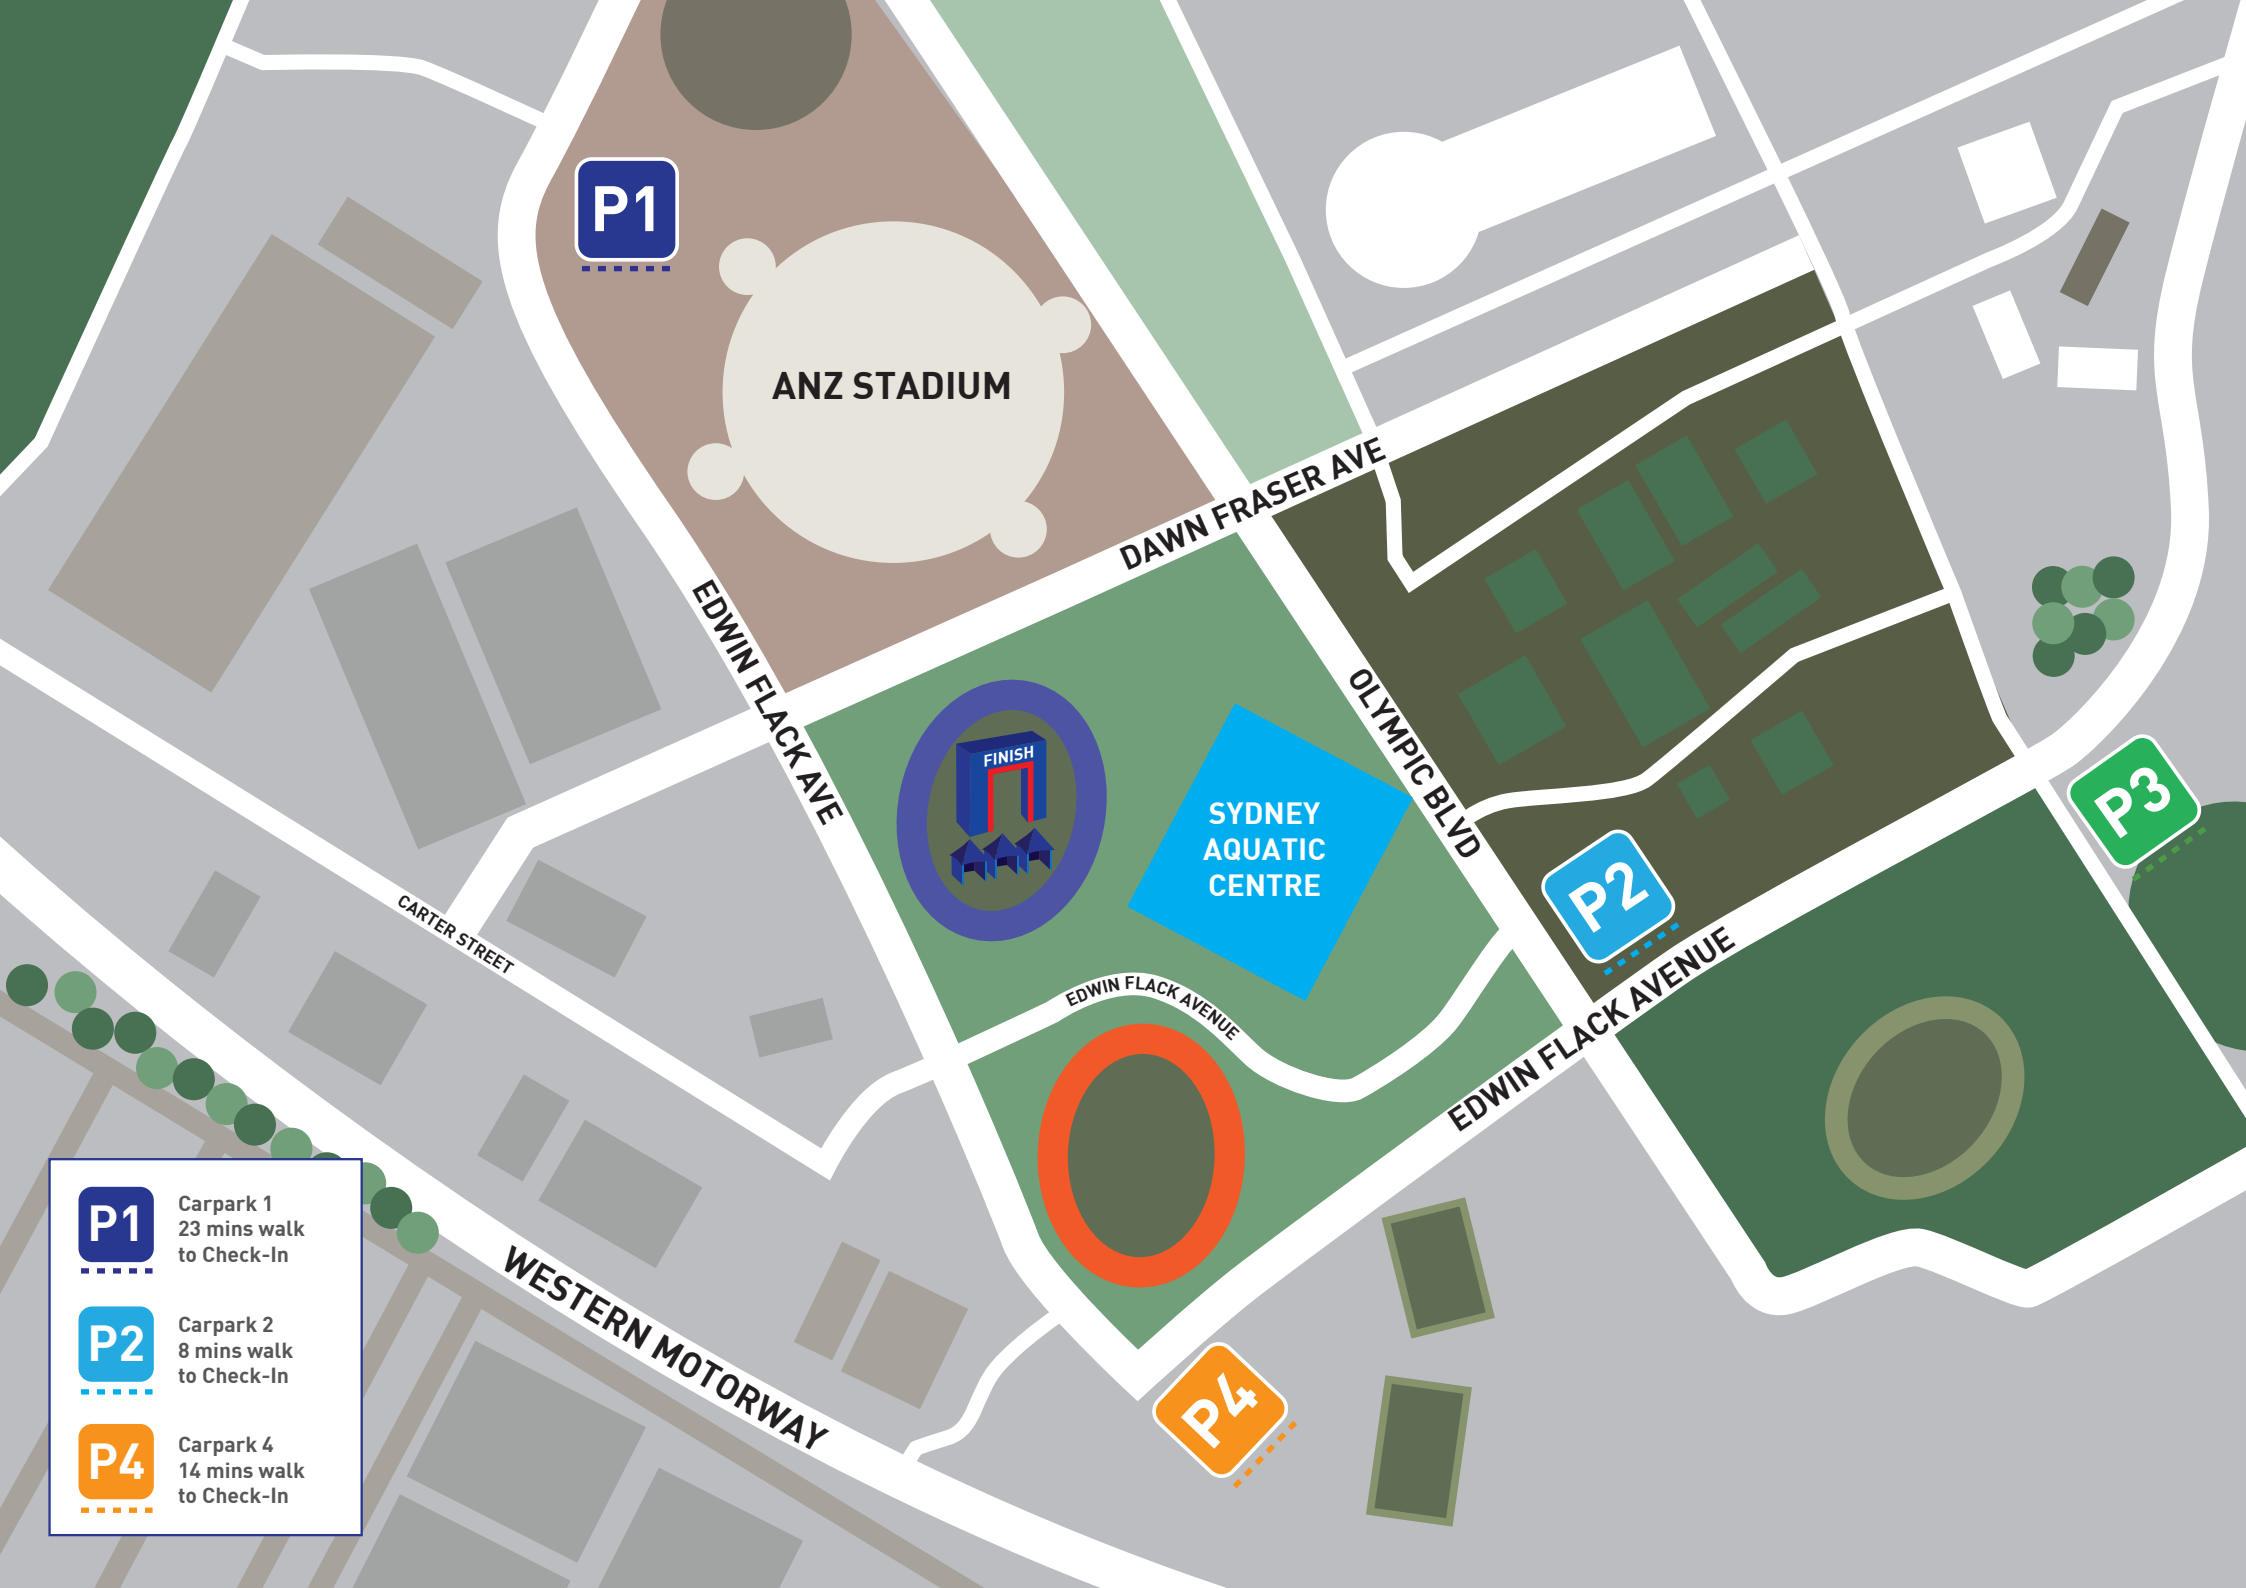 P1
ANZ STADIUM
DAWN FRASER AVE
EDWIN FLACK AVE
OLYMPIC BLVD
FINISH
SYDNEY
AQUATIC
CENTRE
P3
P2
CARTER STREET
EDWIN FLACK AVENUE
EDWIN FLACK AVENUE
WESTERN MOTORWAY
P4
P1
Carpark 1
23 mins walk
to Check-In
P2
Carpark 2
8 mins walk
to Check-In
P4
Carpark 4
14 mins walk
to Check-In